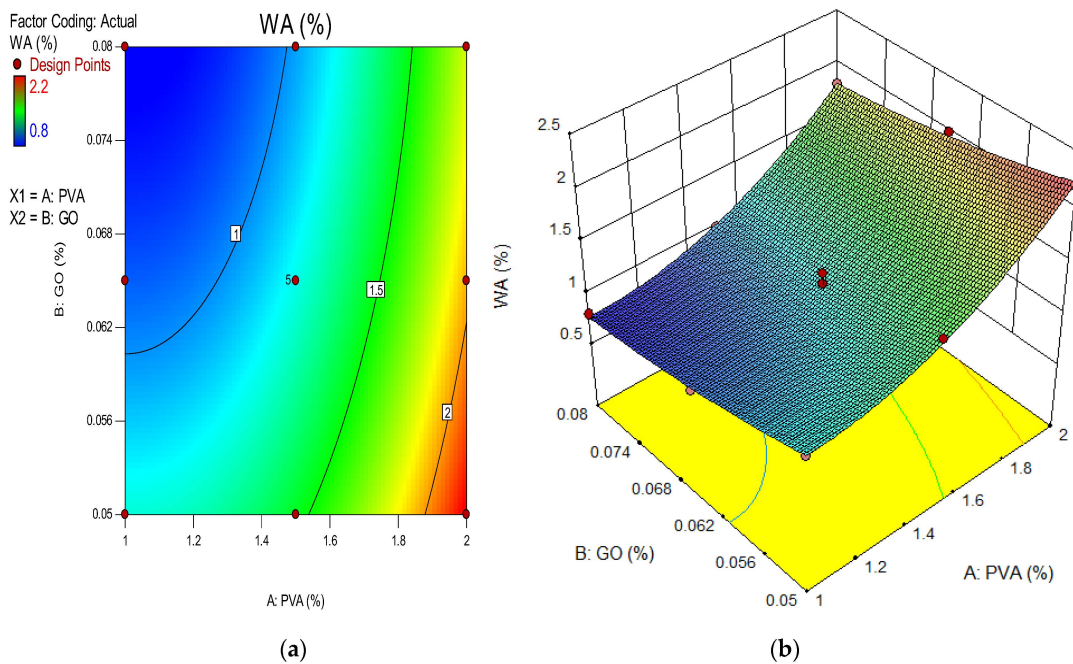 Factor Coding: Actual
WA (%)
Design Points
2.2
0.8
X1 = A: PVA
X2 = B: GO
WA (%)
0.08
0.074
0.068
0.062
0.056
0.05
B: GO (%)
1
1.5
2
5
1
1.2
1.4
1.6
1.8
2
A: PVA (%)
(a)
2.5
2
1.5
1
0.5
WA (%)
0.08
0.074
0.068
0.062
0.056
0.05
B: GO (%)
1
1.2
1.4
1.6
1.8
2
A: PVA (%)
(b)